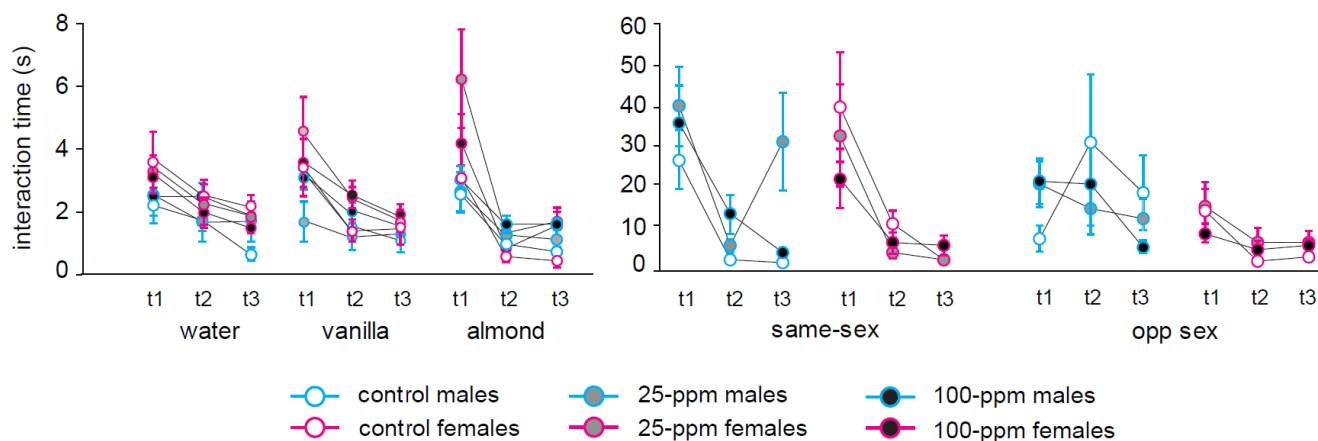 interaction time (s)
8
6
4
2
0
t1 t2 t3 t1 t2 t3 t1 t2 t3
water vanilla almond
60
50
40
30
20
10
0
t1 t2 t3 t1 t2 t3 t1 t2 t3 t1 t2 t3
same-sex opp sex
control males 25-ppm males 100-ppm males
control females 25-ppm females 100-ppm females